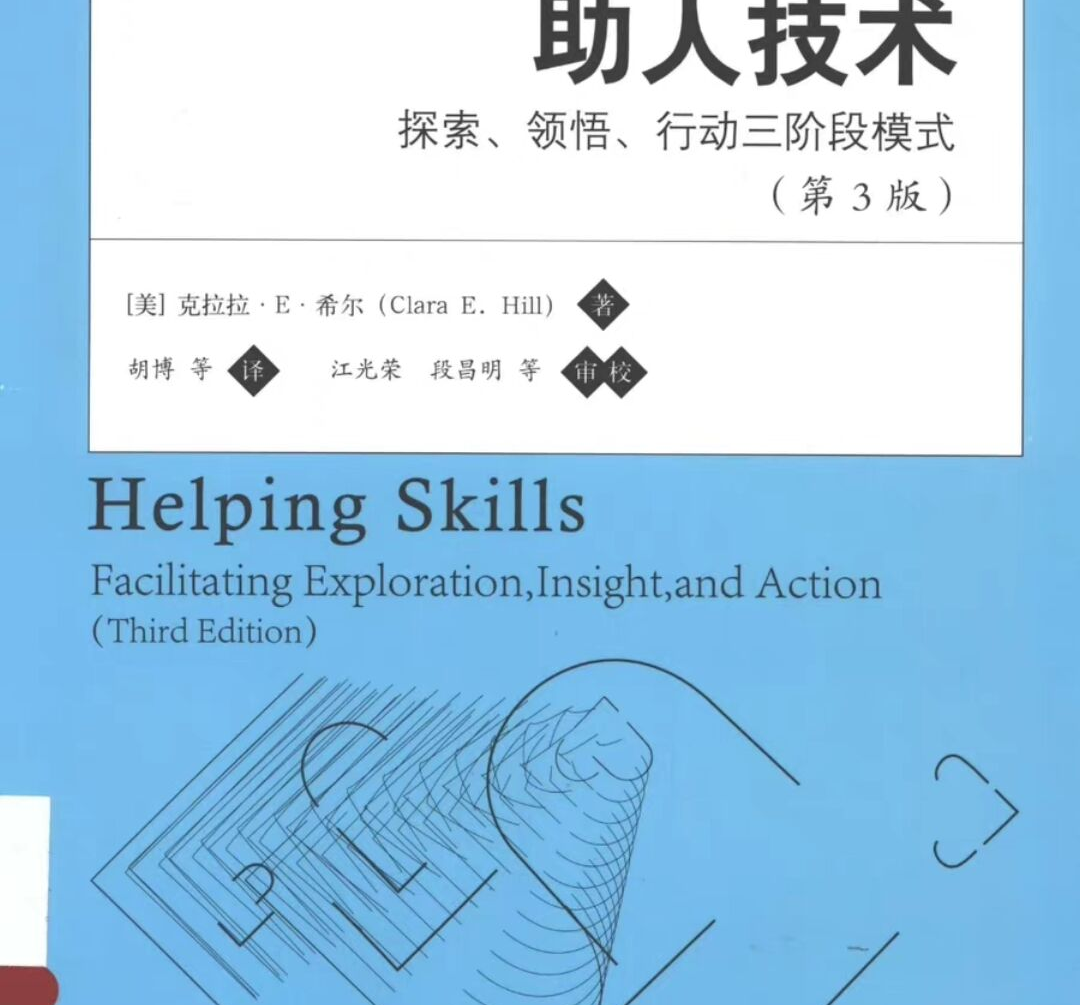 助人技术
探索、领悟、行动三阶段模式
（第3版）
[美] 克拉拉·E·希尔（Clara E. Hill） 著
胡博 等 译 江光荣 段昌明 等 审校
Helping Skills
Facilitating Exploration,Insight,and Action
(Third Edition)